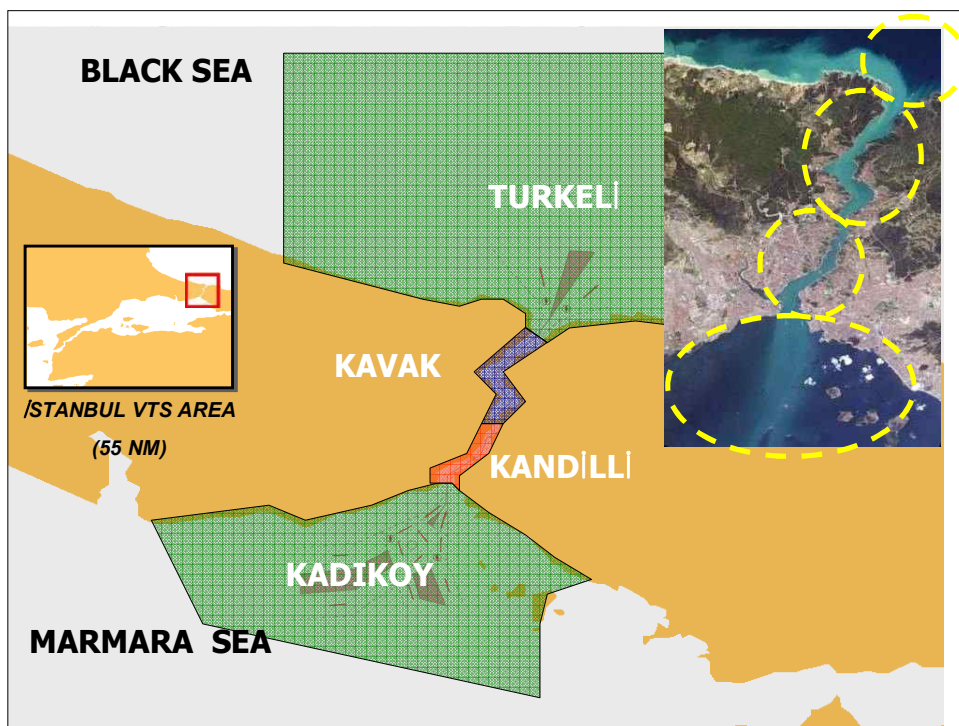 BLACK SEA
TURKELİ
KAVAK
İSTANBUL VTS AREA
(55 NM)
KANDİLLİ
KADIKOY
MARMARA SEA